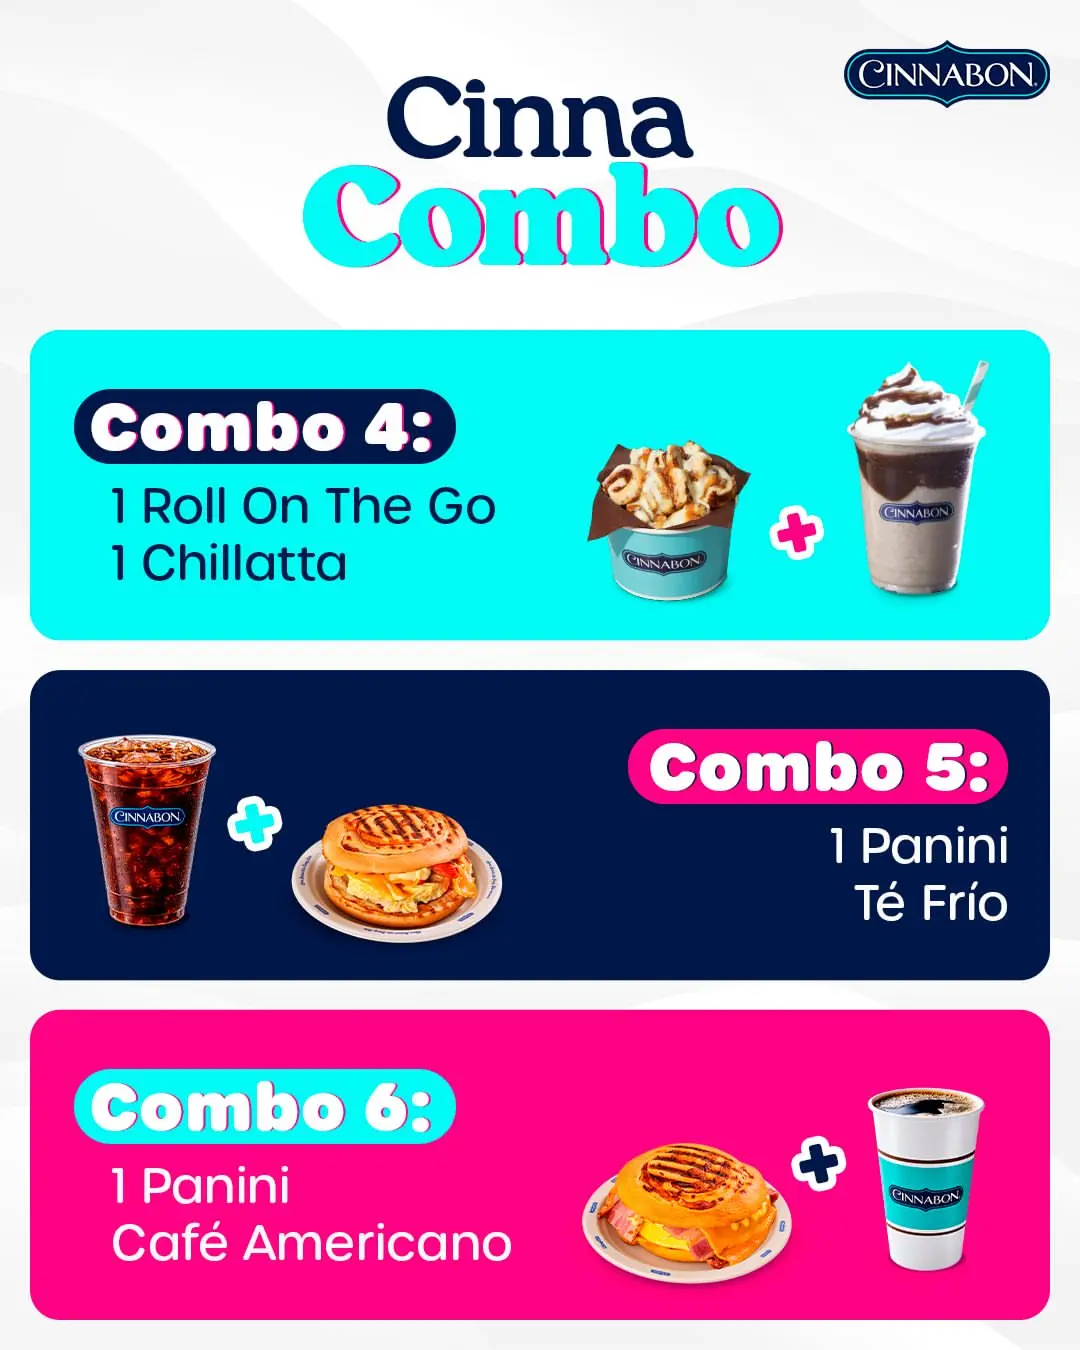 CINNABON
Cinna
Combo
Combo 4:
1 Roll On The Go
1 Chillatta
CINNABON
CINNABON
Combo 5:
1 Panini
Té Frío
CINNABON
Combo 6:
1 Panini
Café Americano
CINNABON